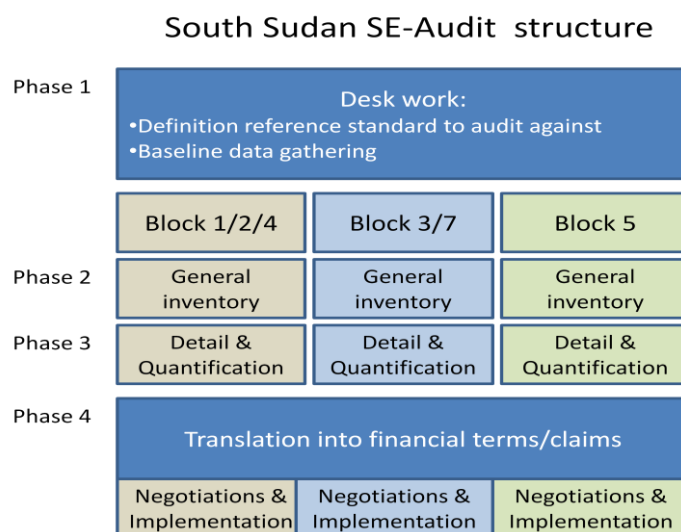 South Sudan SE-Audit structure
Phase 1
Desk work:
•Definition reference standard to audit against
•Baseline data gathering
Block 1/2/4
Block 3/7
Block 5
Phase 2
General
inventory
General
inventory
General
inventory
Phase 3
Detail &
Quantification
Detail &
Quantification
Detail &
Quantification
Phase 4
Translation into financial terms/claims
Negotiations &
Implementation
Negotiations &
Implementation
Negotiations &
Implementation